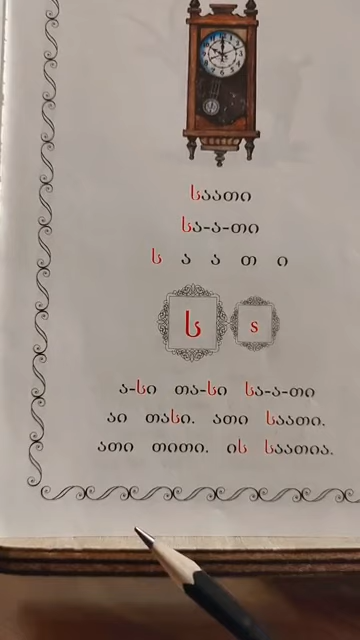 საათი
სა-ა-თი
ს ა ა თ ი
ს s
ა-სი თა-სი სა-ა-თი
აი თასი. ათი საათი.
ათი თითი. ის საათია.